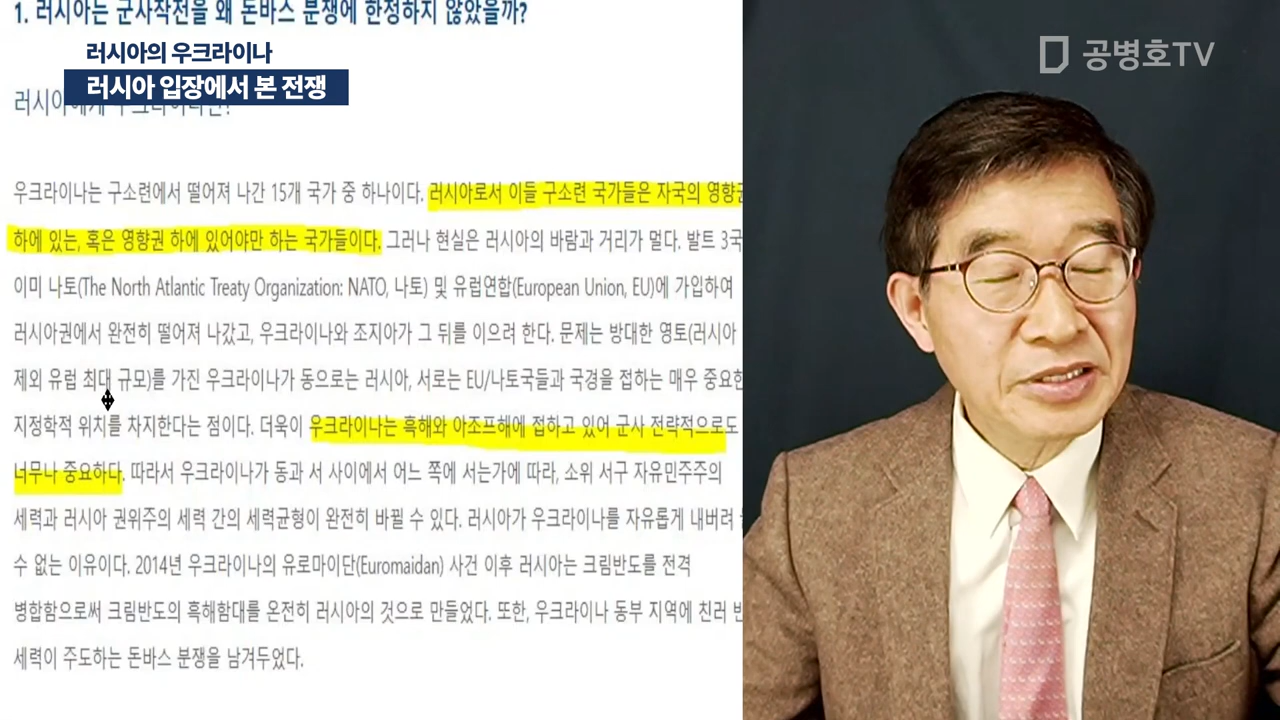 1. 러시아는 군사작전을 왜 돈바스 분쟁에 한정하지 않았을까?
러시아의 우크라이나
러시아 입장에서 본 전쟁
공병호TV
우크라이나는 구소련에서 떨어져 나간 15개 국가 중 하나이다. 러시아로서 이들 구소련 국가들은 자국의 영향권
하에 있는, 혹은 영향권 하에 있어야만 하는 국가들이다. 그러나 현실은 러시아의 바람과 거리가 멀다. 발트 3국
이미 나토(The North Atlantic Treaty Organization: NATO, 나토) 및 유럽연합(European Union, EU)에 가입하여
러시아권에서 완전히 떨어져 나갔고, 우크라이나와 조지아가 그 뒤를 이으려 한다. 문제는 방대한 영토(러시아
제외 유럽 최대 규모)를 가진 우크라이나가 동으로는 러시아, 서로는 EU/나토국들과 국경을 접하는 매우 중요한
지정학적 위치를 차지한다는 점이다. 더욱이 우크라이나는 흑해와 아조프해에 접하고 있어 군사 전략적으로도
너무나 중요하다. 따라서 우크라이나가 동과 서 사이에서 어느 쪽에 서는가에 따라, 소위 서구 자유민주주의
세력과 러시아 권위주의 세력 간의 세력균형이 완전히 바뀔 수 있다. 러시아가 우크라이나를 자유롭게 내버려
수 없는 이유이다. 2014년 우크라이나의 유로마이단(Euromaidan) 사건 이후 러시아는 크림반도를 전격
병합함으로써 크림반도의 흑해함대를 온전히 러시아의 것으로 만들었다. 또한, 우크라이나 동부 지역에 친러
세력이 주도하는 돈바스 분쟁을 남겨두었다.